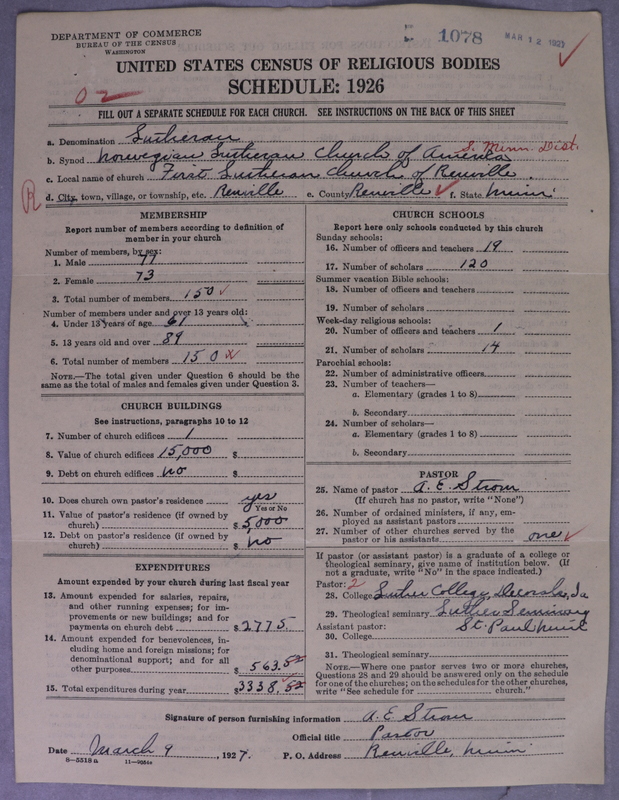 DEPARTMENT OF COMMERCE
BUREAU OF THE CENSUS
WASHINGTON
1078
MAR 12 1927
UNITED STATES CENSUS OF RELIGIOUS BODIES
SCHEDULE: 1926
02
FILL OUT A SEPARATE SCHEDULE FOR EACH CHURCH. SEE INSTRUCTIONS ON THE BACK OF THIS SHEET
a. Denomination Lutheran
b. Synod Norwegian Lutheran Church of America S. Minn. Dist.
c. Local name of church First Lutheran Church of Renville.
R d. City, town, village, or township, etc. Renville e. County Renville f. State Minn
MEMBERSHIP
Report number of members according to definition of
member in your church
Number of members, by sex:
1. Male 77
2. Female 73
3. Total number of members 150
Number of members under and over 13 years old:
4. Under 13 years of age 61
5. 13 years old and over 89
6. Total number of members 150
NOTE.—The total given under Question 6 should be the
same as the total of males and females given under Question 3.
CHURCH BUILDINGS
See instructions, paragraphs 10 to 12
7. Number of church edifices 1
8. Value of church edifices 15,000 $
9. Debt on church edifices no $
10. Does church own pastor's residence yes
Yes or No
11. Value of pastor's residence (if owned by
church) $ 5,000
12. Debt on pastor's residence (if owned by
church) $ no
EXPENDITURES
Amount expended by church during last fiscal year
13. Amount expended for salaries, repairs,
and other running expenses; for im-
provements or new buildings; and for
payments on church debt $ 2775.
14. Amount expended for benevolences, in-
cluding home and foreign missions; for
denominational support; and for all
other purposes $ 563.52
15. Total expenditures during year $ 3338.52
CHURCH SCHOOLS
Report here only schools conducted by this church
Sunday schools:
16. Number of officers and teachers 19
17. Number of scholars 120
Summer vacation Bible schools:
18. Number of officers and teachers
19. Number of scholars
Week-day religious schools:
20. Number of officers and teachers 1
21. Number of scholars 14
Parochial schools:
22. Number of administrative officers
23. Number of teachers—
a. Elementary (grades 1 to 8)
b. Secondary
24. Number of scholars—
a. Elementary (grades 1 to 8)
b. Secondary
PASTOR
25. Name of pastor A. E. Strom
(If church has no pastor, write "None")
26. Number of ordained ministers, if any, em-
ployed as assistant pastors
27. Number of other churches served by the
pastor or his assistants one
If pastor (or assistant pastor) is a graduate of a college or
theological seminary, give name of institution below. (If
not a graduate, write "No" in the space indicated.)
Pastor: 2
28. College Luther College, Decorah, Ia
29. Theological seminary Luther Seminary
Assistant pastor: St. Paul Minn
30. College
31. Theological seminary
NOTE.—Where one pastor serves two or more churches,
Questions 28 and 29 should be answered only on the schedule
for one of the churches; on the schedules for the other churches,
write "See schedule for church."
Signature of person furnishing information A. E. Strom
Official title Pastor
Date March 9, 1927. P. O. Address Renville, Minn.
8—5518 a 11—9034